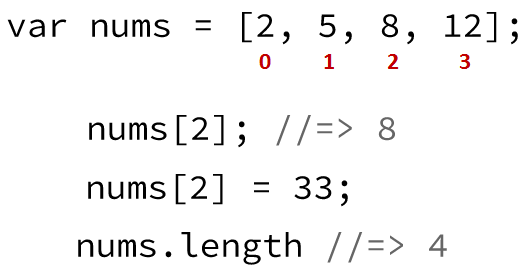 var nums = [2, 5, 8, 12];
0 1 2 3
nums[2]; //=> 8
nums[2] = 33;
nums.length //=> 4